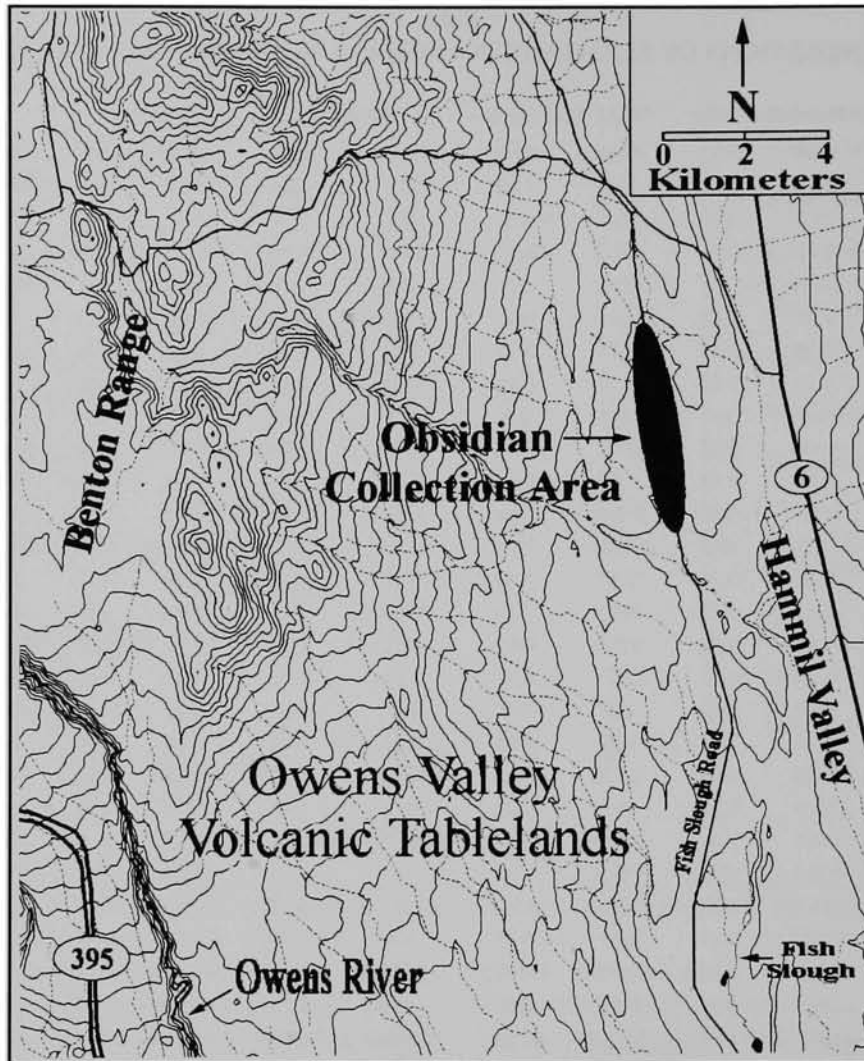 N
0 2 4
Kilometers
Benton Range
Obsidian
Collection Area
6
Hammil Valley
Owens Valley
Volcanic Tablelands
Fish Slough Road
395
Owens River
Fish
Slough